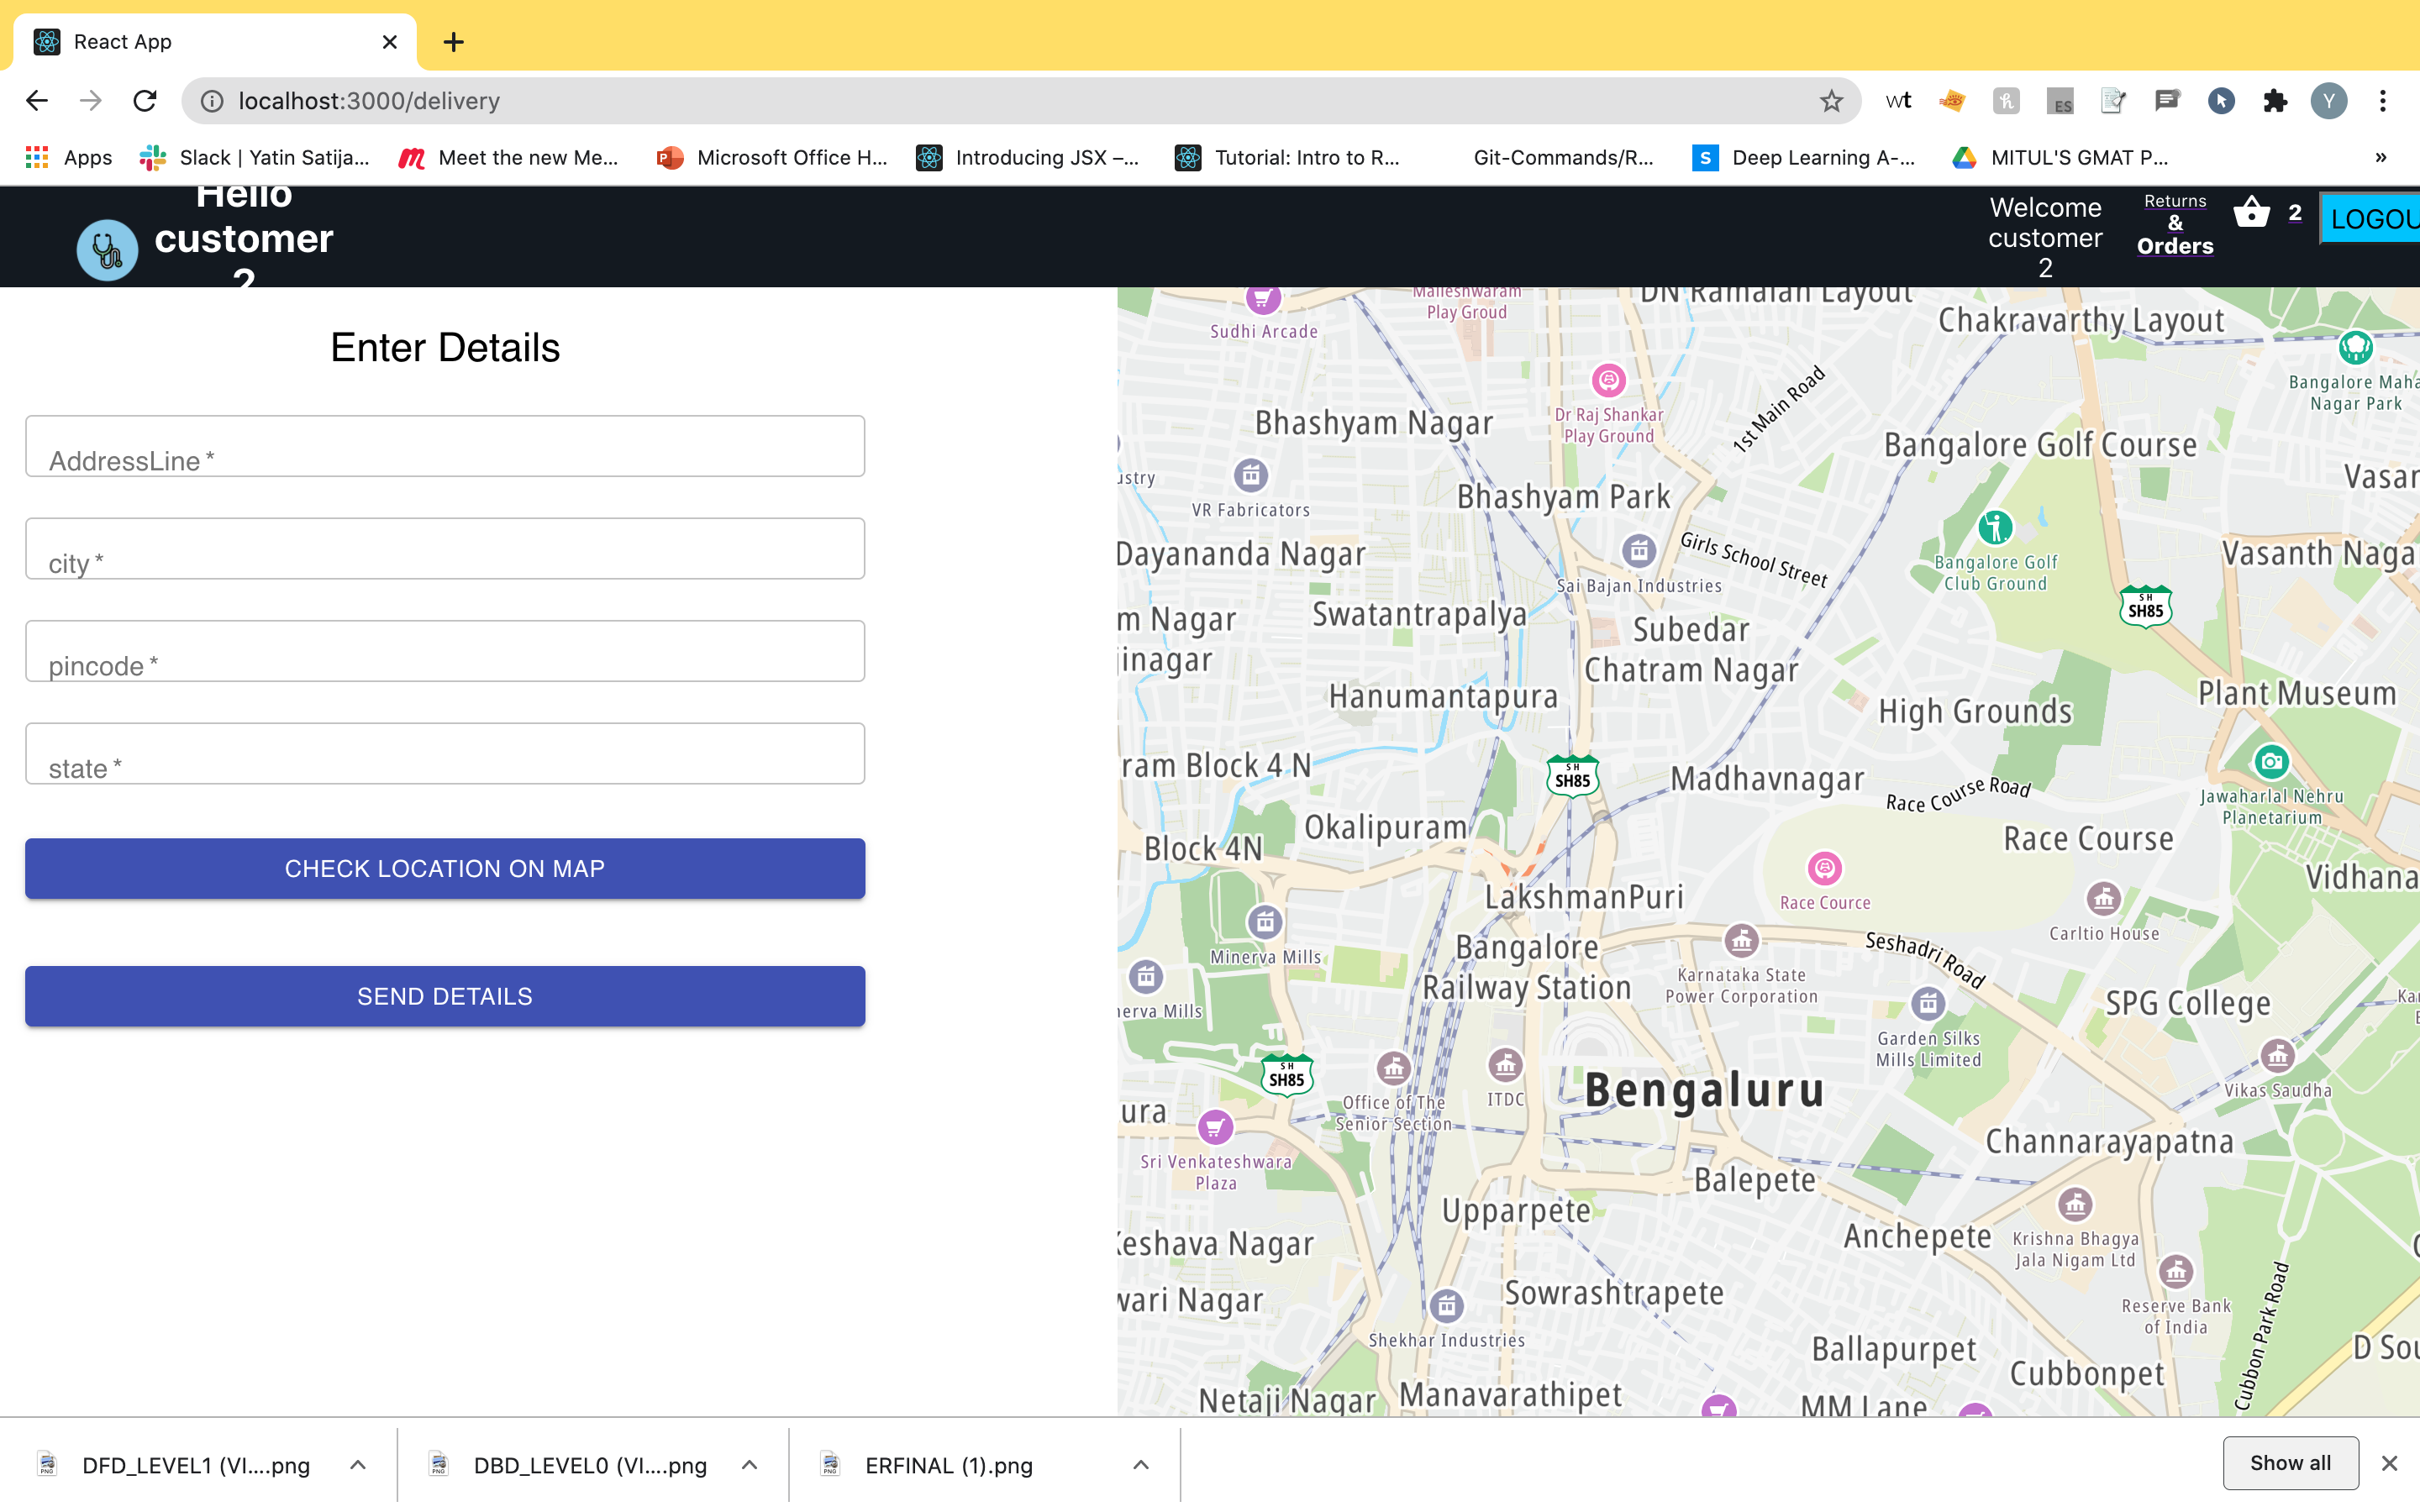 React App
localhost:3000/delivery
wt
ES
Y
Apps
Slack | Yatin Satija...
Meet the new Me...
Microsoft Office H...
Introducing JSX –...
Tutorial: Intro to R...
Git-Commands/R...
S
Deep Learning A-...
MITUL'S GMAT P...
»
Hello
customer
2
Welcome
customer
2
Returns
&
Orders
2
LOGOU
Enter Details
AddressLine *
city *
pincode *
state *
CHECK LOCATION ON MAP
SEND DETAILS
Malleshwaram
Play Groud
DN Ramaiah Layout
Sudhi Arcade
Chakravarthy Layout
Bangalore Maha
Nagar Park
Dr Raj Shankar
Play Ground
1st Main Road
Bhashyam Nagar
Bangalore Golf Course
Vasan
ustry
VR Fabricators
Bhashyam Park
Girls School Street
Dayananda Nagar
Sai Bajan Industries
Bangalore Golf
Club Ground
Vasanth Naga
SH
SH85
m Nagar
jinagar
Swatantrapalya
Subedar
Chatram Nagar
Hanumantapura
High Grounds
Plant Museum
ram Block 4 N
SH
SH85
Madhavnagar
Race Course Road
Jawaharlal Nehru
Planetarium
Okalipuram
Block 4N
Race Course
Vidhana
LakshmanPuri
Race Cource
Carltio House
Minerva Mills
Bangalore
Railway Station
Karnataka State
Power Corporation
Seshadri Road
nerva Mills
Garden Silks
Mills Limited
SPG College
Kar
SH
SH85
Office of The
Senior Section
ITDC
Bengaluru
Vikas Saudha
ura
Sri Venkateshwara
Plaza
Channarayapatna
Balepete
Upparpete
Anchepete
Krishna Bhagya
Jala Nigam Ltd
Keshava Nagar
wari Nagar
Sowrashtrapete
Reserve Bank
of India
Shekhar Industries
Cubbon Park Road
Ballapurpet
D Sou
Cubbonpet
Netaji Nagar
Manavarathipet
MM Lane
DFD_LEVEL1 (VI....png
DBD_LEVEL0 (VI....png
ERFINAL (1).png
Show all